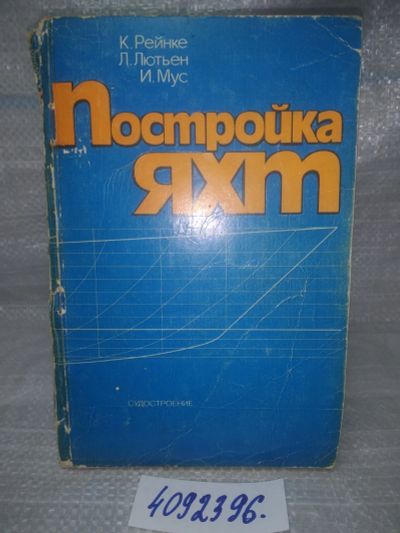 К. Рейнке
Л. Лютьен
И. Мус
Постройка
яхт
СУДОСТРОЕНИЕ
4092396.